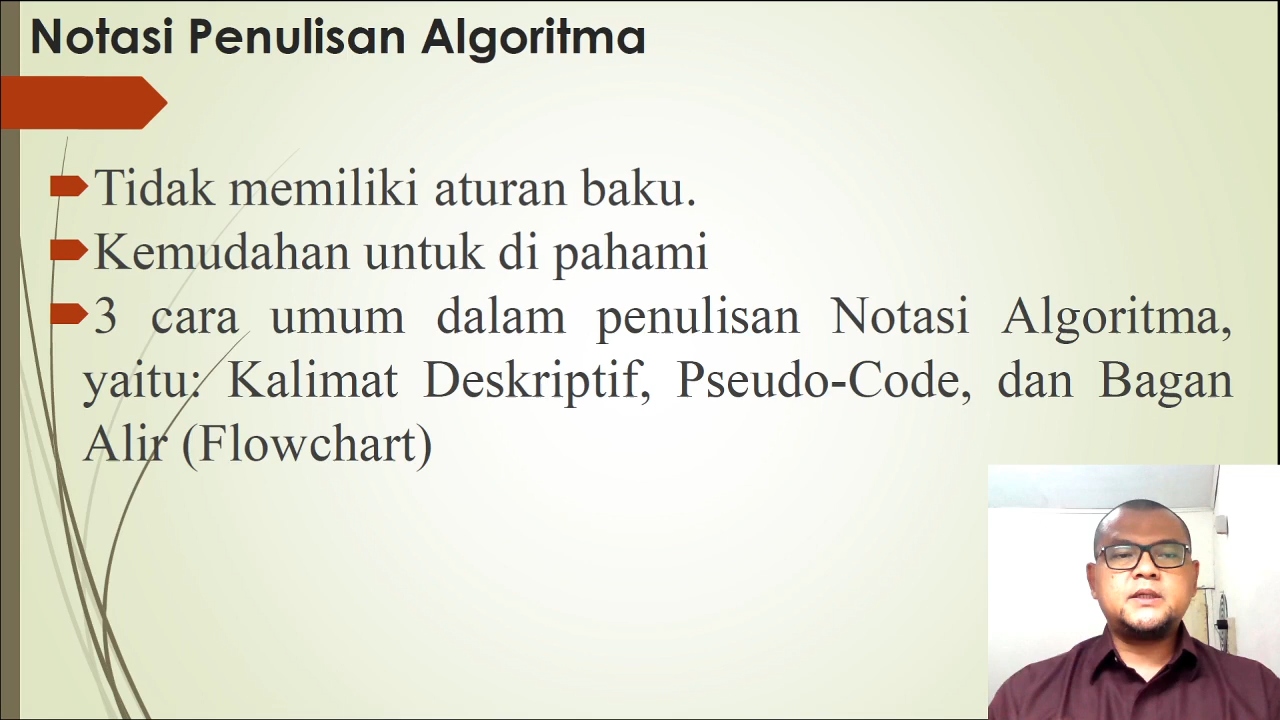 Notasi Penulisan Algoritma
Tidak memiliki aturan baku.
Kemudahan untuk di pahami
3 cara umum dalam penulisan Notasi Algoritma,
yaitu: Kalimat Deskriptif, Pseudo-Code, dan Bagan
Alir (Flowchart)